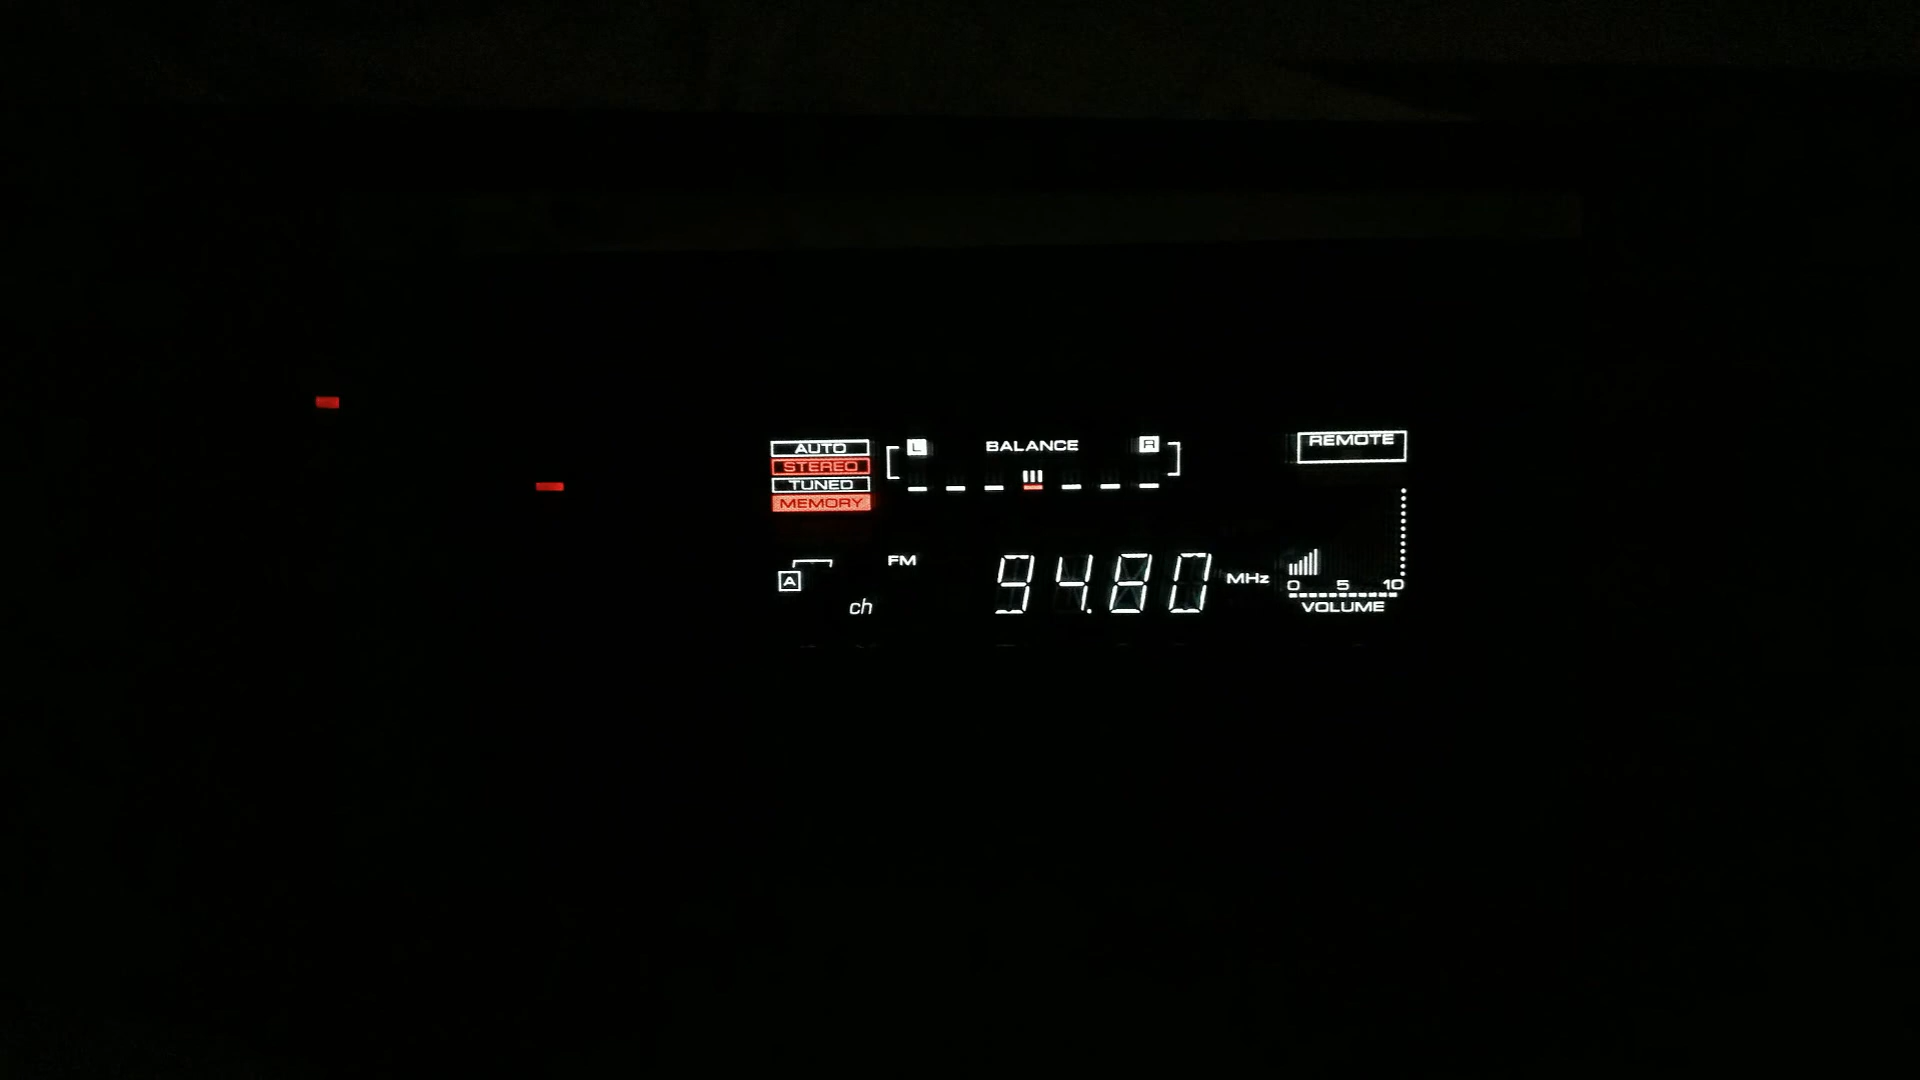 AUTO
STEREO
TUNED
MEMORY
L BALANCE R
REMOTE
A
ch
FM
94.80 MHz
0 5 10
VOLUME